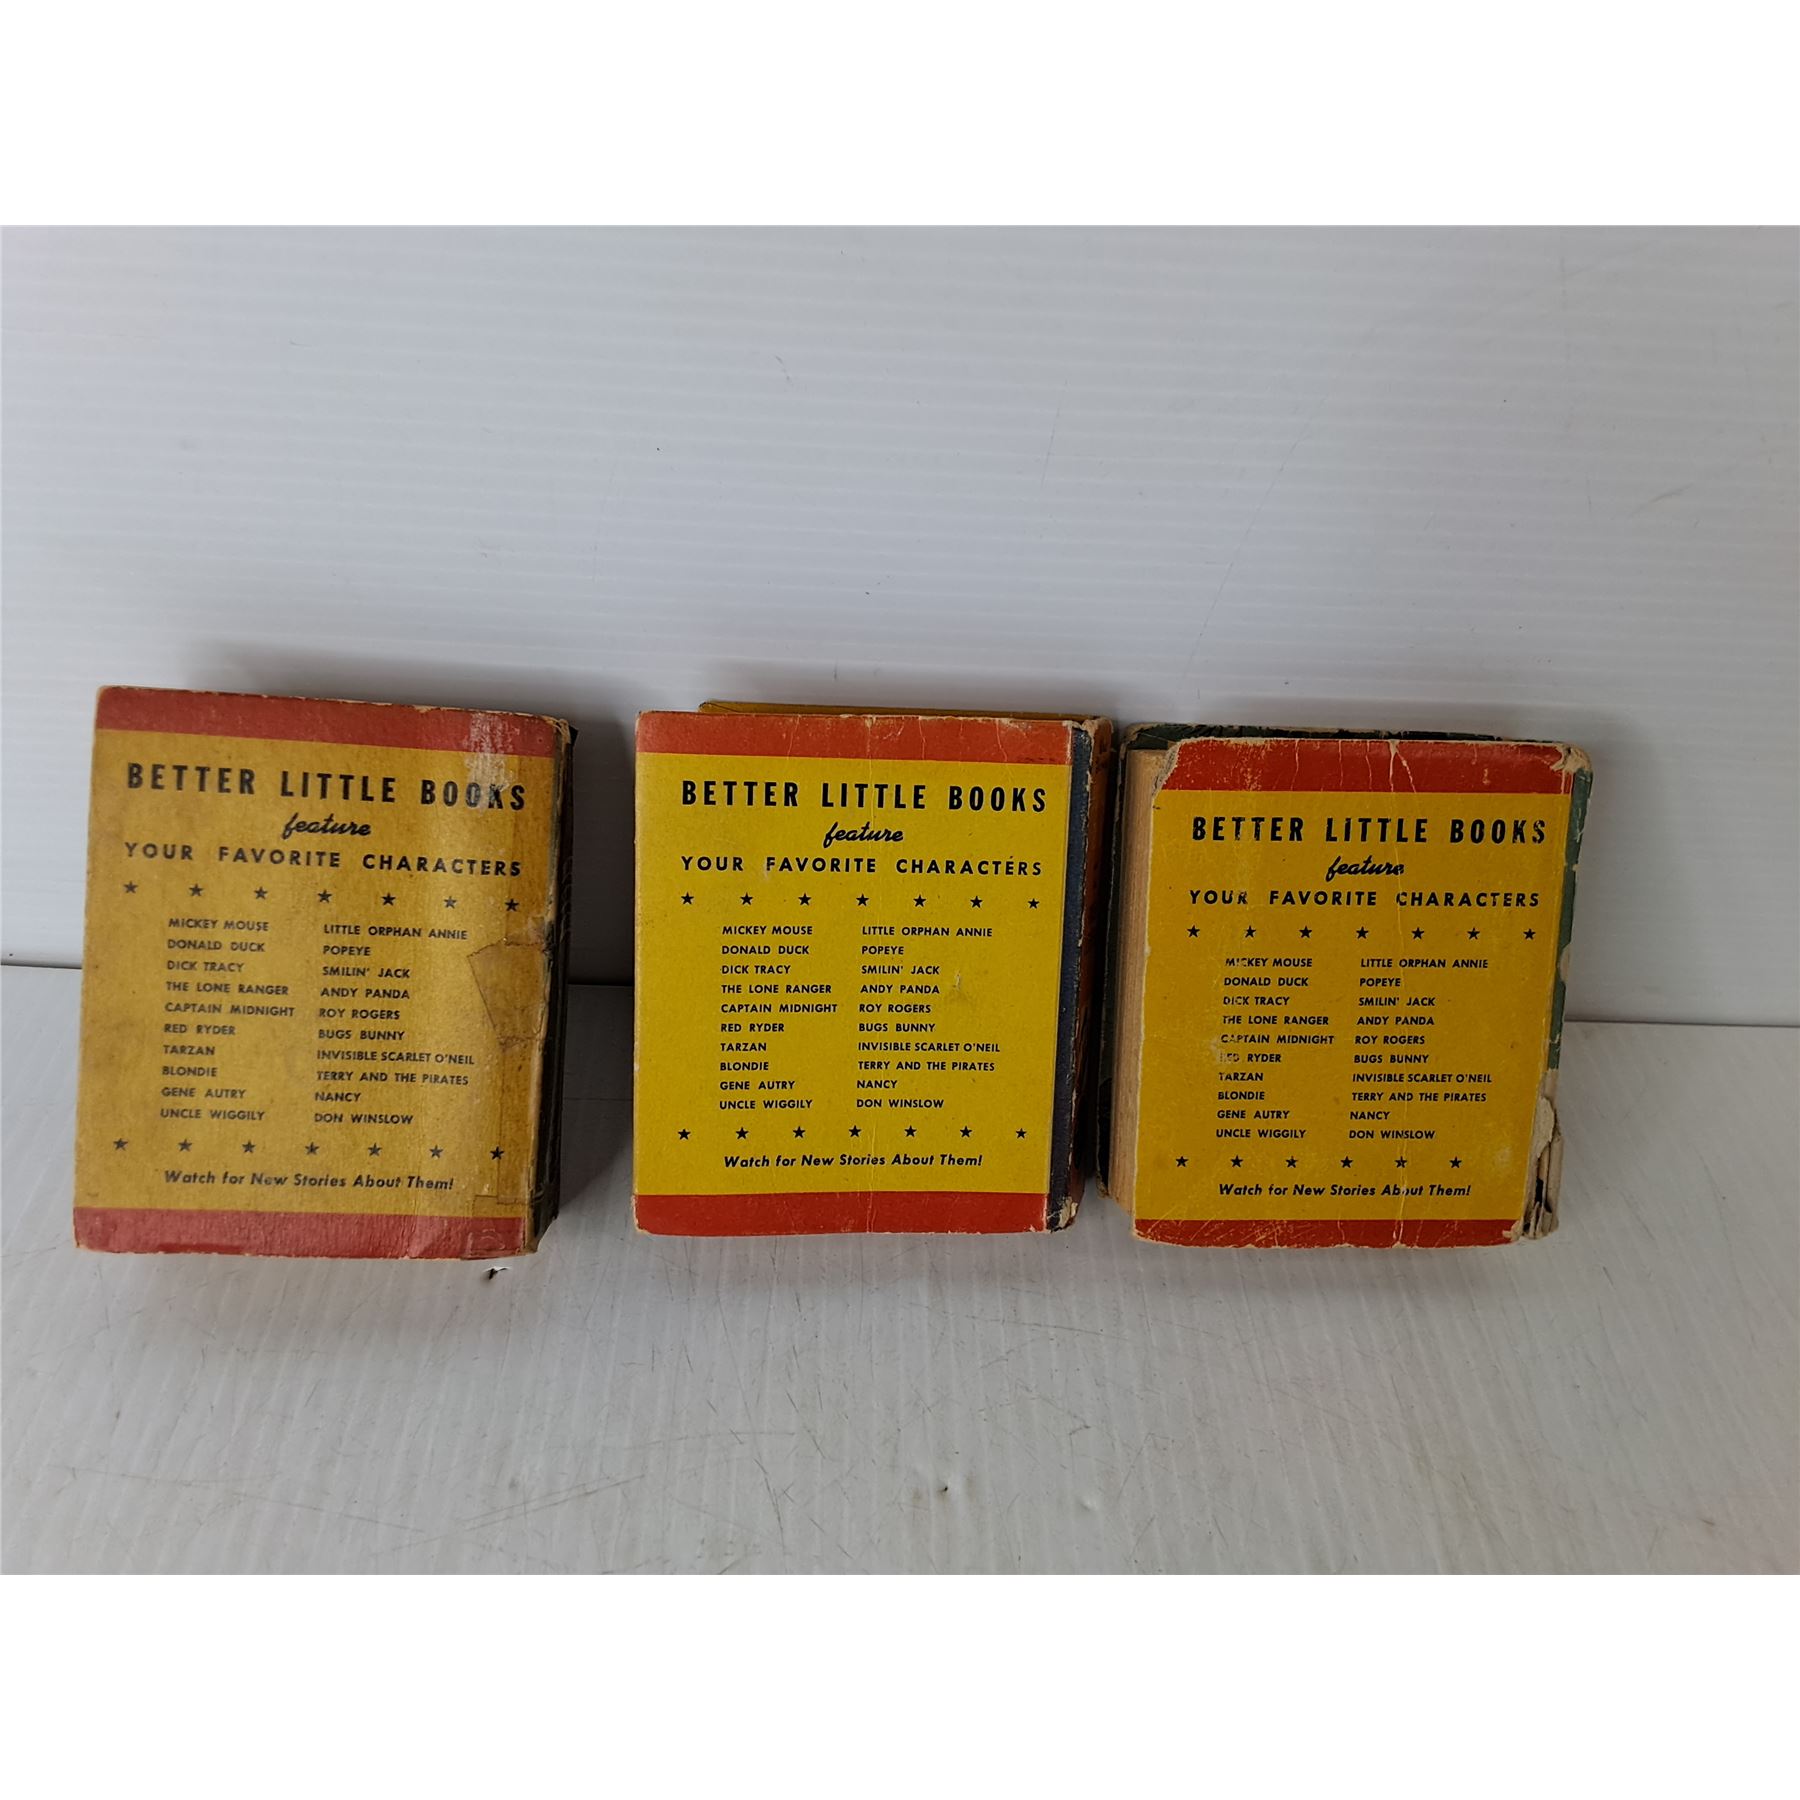 BETTER LITTLE BOOKS
feature
YOUR FAVORITE CHARACTERS
MICKEY MOUSE LITTLE ORPHAN ANNIE
DONALD DUCK POPEYE
DICK TRACY SMILIN' JACK
THE LONE RANGER ANDY PANDA
CAPTAIN MIDNIGHT ROY ROGERS
RED RYDER BUGS BUNNY
TARZAN INVISIBLE SCARLET O'NEIL
BLONDIE TERRY AND THE PIRATES
GENE AUTRY NANCY
UNCLE WIGGILY DON WINSLOW
Watch for New Stories About Them!
BETTER LITTLE BOOKS
feature
YOUR FAVORITE CHARACTERS
MICKEY MOUSE LITTLE ORPHAN ANNIE
DONALD DUCK POPEYE
DICK TRACY SMILIN' JACK
THE LONE RANGER ANDY PANDA
CAPTAIN MIDNIGHT ROY ROGERS
RED RYDER BUGS BUNNY
TARZAN INVISIBLE SCARLET O'NEIL
BLONDIE TERRY AND THE PIRATES
GENE AUTRY NANCY
UNCLE WIGGILY DON WINSLOW
Watch for New Stories About Them!
BETTER LITTLE BOOKS
feature
YOUR FAVORITE CHARACTERS
MICKEY MOUSE LITTLE ORPHAN ANNIE
DONALD DUCK POPEYE
DICK TRACY SMILIN' JACK
THE LONE RANGER ANDY PANDA
CAPTAIN MIDNIGHT ROY ROGERS
RED RYDER BUGS BUNNY
TARZAN INVISIBLE SCARLET O'NEIL
BLONDIE TERRY AND THE PIRATES
GENE AUTRY NANCY
UNCLE WIGGILY DON WINSLOW
Watch for New Stories About Them!